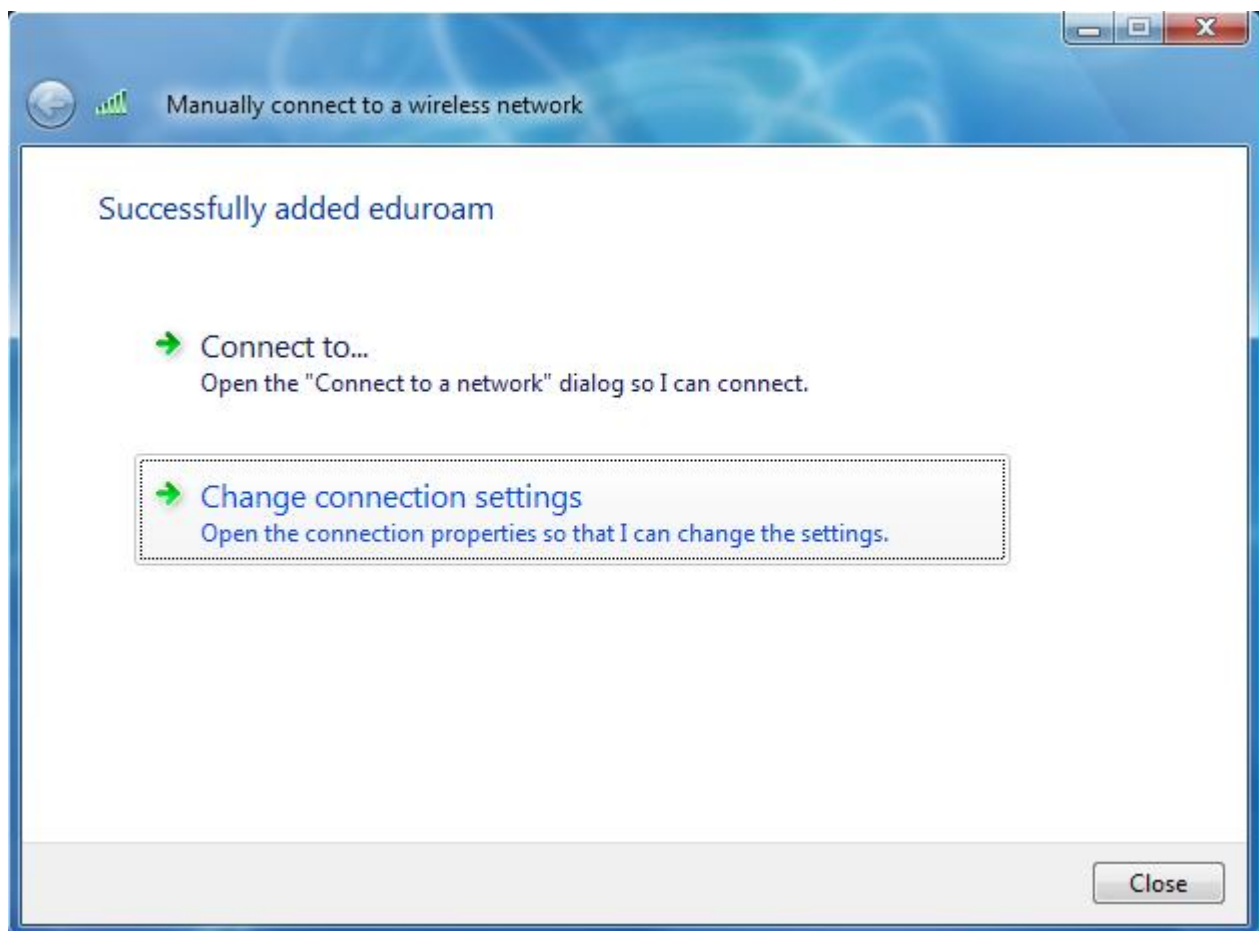 Manually connect to a wireless network
Successfully added eduroam
Connect to...
Open the "Connect to a network" dialog so I can connect.
Change connection settings
Open the connection properties so that I can change the settings.
Close